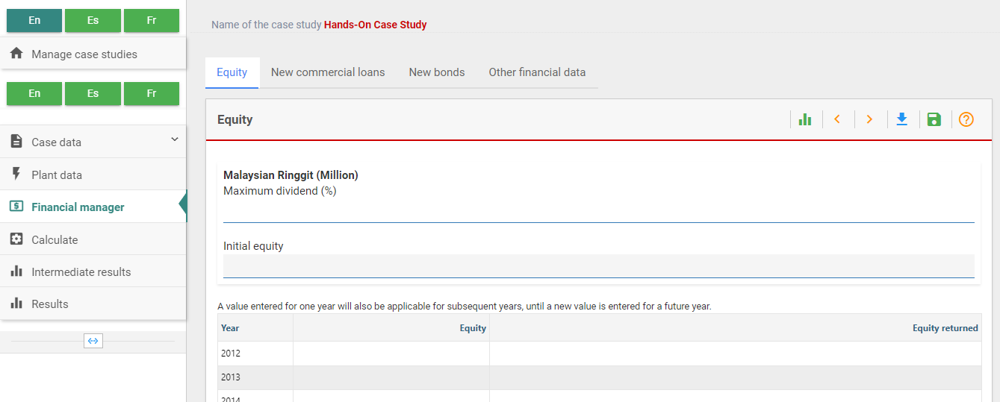 En Es Fr
Name of the case study Hands-On Case Study
Manage case studies
En Es Fr
Case data
Plant data
Financial manager
Calculate
Intermediate results
Results
Equity New commercial loans New bonds Other financial data
Equity
Malaysian Ringgit (Million)
Maximum dividend (%)
Initial equity
A value entered for one year will also be applicable for subsequent years, until a new value is entered for a future year.
Year Equity Equity returned
2012
2013
2014